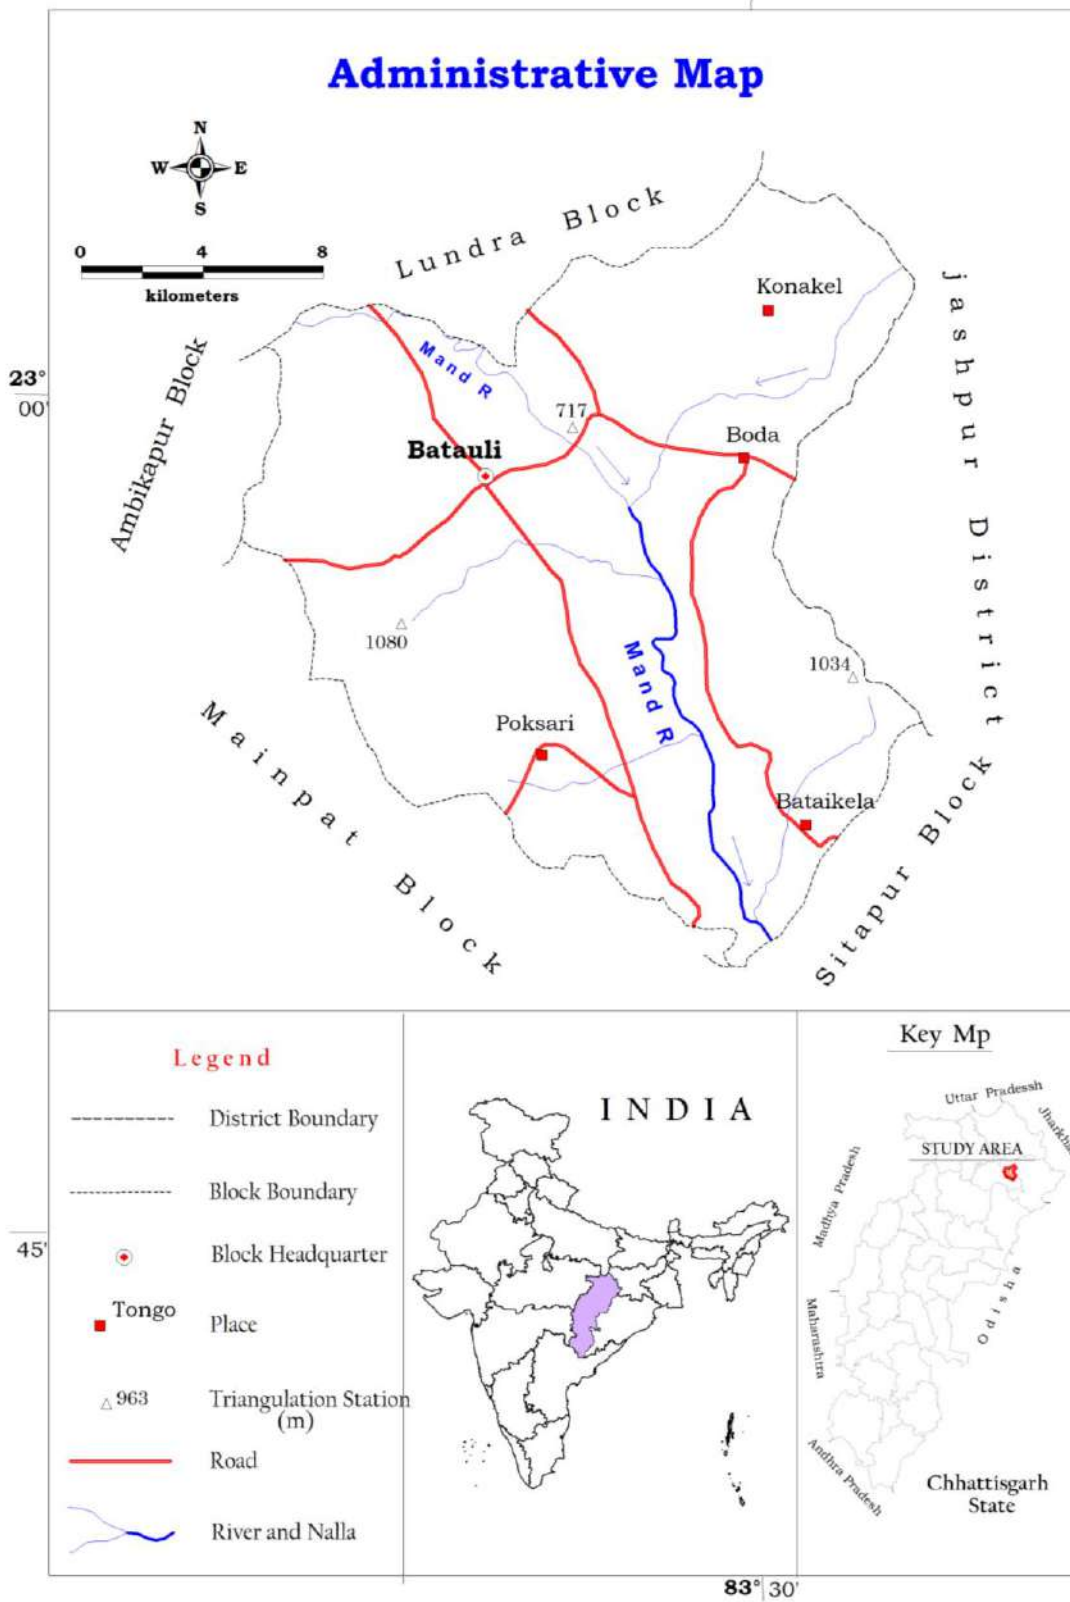 Administrative Map
N
W E
S
0 4 8
kilometers
Lundra Block
Konakel
jashpur District
Ambikapur Block
23°
00'
Mand R
717
Boda
Batauli
1080
1034
Mand R
Poksari
Mainpat Block
Bataikela
Sitapur Block
Legend
District Boundary
Block Boundary
Block Headquarter
Tongo
Place
963
Triangulation Station
(m)
Road
River and Nalla
45'
INDIA
Key Mp
Uttar Pradessh
STUDY AREA
Madhya Pradesh
Odisha
Maharashtra
Andhra Pradesh
Chhattisgarh
State
83° 30'